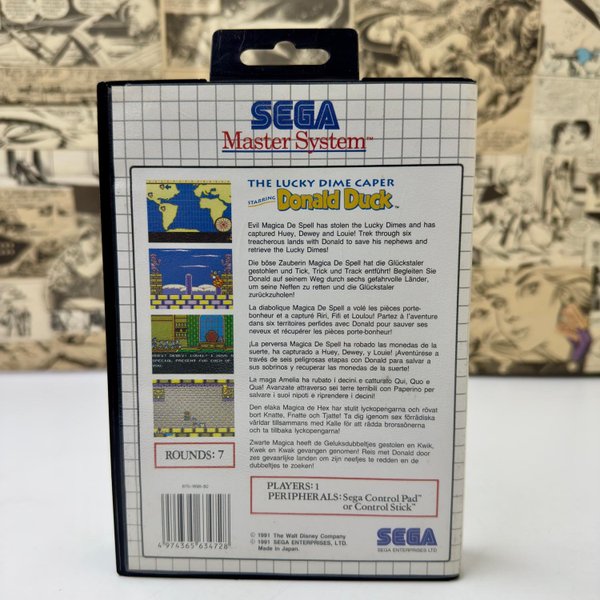 SEGA
Master System™
THE LUCKY DIME CAPER
STARRING Donald Duck™
Evil Magica De Spell has stolen the Lucky Dimes and has
captured Huey, Dewey and Louie! Trek through six
treacherous lands with Donald to save his nephews and
retrieve the Lucky Dimes!
Die böse Zauberin Magica De Spell hat die Glückstaler
gestohlen und Tick, Trick und Track entführt! Begleiten Sie
Donald auf seinem Weg durch sechs gefahrvolle Länder,
um seine Neffen zu retten und die Glückstaler
zurückzuholen!
La diabolique Magica De Spell a volé les pièces porte-
bonheur et a capturé Riri, Fifi et Loulou! Partez à l'aventure
dans six territoires perfides avec Donald pour sauver ses
neveux et récupérer les pièces porte-bonheur!
¡La perversa Magica De Spell ha robado las monedas de la
suerte, ha capturado a Huey, Dewey, y Louie! ¡Aventúrese a
través de seis peligrosas etapas con Donald para salvar a
sus sobrinos y recuperar las monedas de la suerte!
La maga Amelia ha rubato i decini e catturato Qui, Quo e
Qua! Avanzate attraverso sei terre terribili con Paperino per
salvare i suoi nipoti e riprendere i decini!
Den elaka Magica de Hex har stulit lyckopengarna och rövat
bort Knatte, Fnatte och Tjatte! Ta dig igenom sex förrädiska
världar tillsammans med Kalle för att rädda brorssönerna
och ta tillbaka lyckopengarna!
Zwarte Magica heeft de Geluksdubbeltjes gestolen en Kwik,
Kwek en Kwak gevangen genomen! Reis met Donald door
zes gevaarlijke landen om zijn neefjes te redden en de
dubbeltjes te zoeken!
ROUNDS: 7
PLAYERS: 1
PERIPHERALS: Sega Control Pad™
or Control Stick™
4 974365 634728
© 1991 The Walt Disney Company
© 1991 SEGA ENTERPRISES, LTD.
Made in Japan.
SEGA
SEGA ENTERPRISES LTD